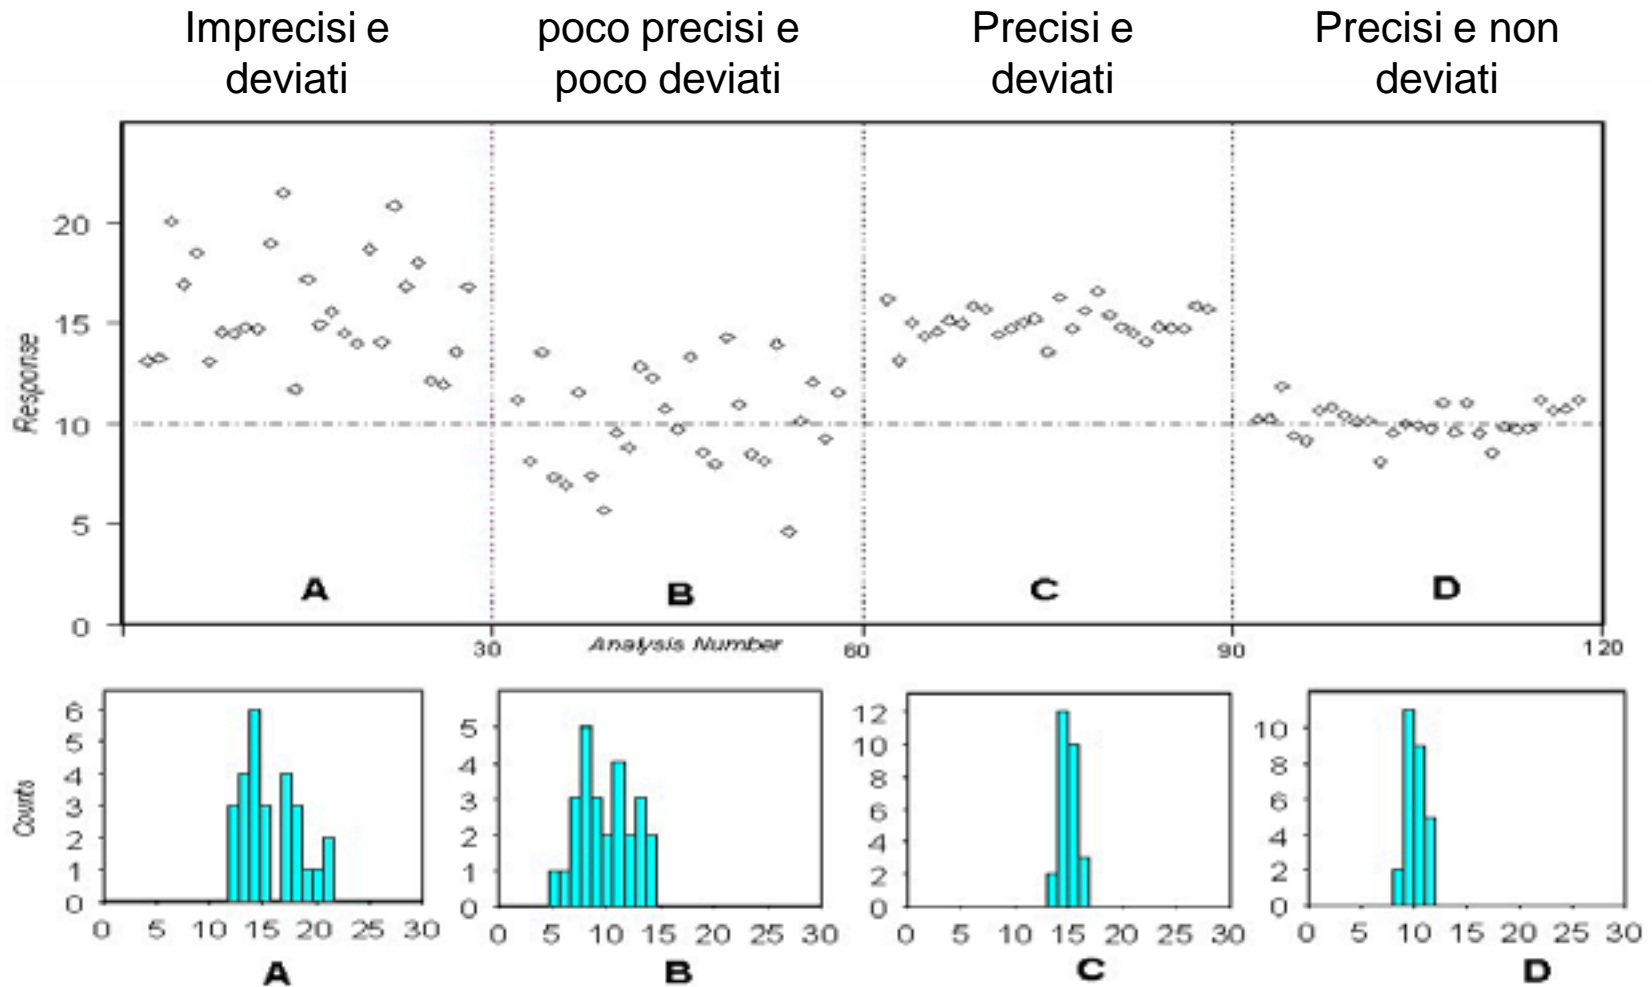 Imprecisi e
deviati
poco precisi e
poco deviati
Precisi e
deviati
Precisi e non
deviati
Response
20
15
10
5
0
A
B
C
D
30
60
90
120
Analysis Number
Counts
6
5
4
3
2
1
0
0 5 10 15 20 25 30
A
5
4
3
2
1
0
0 5 10 15 20 25 30
B
12
10
8
6
4
2
0
0 5 10 15 20 25 30
C
10
8
6
4
2
0
0 5 10 15 20 25 30
D